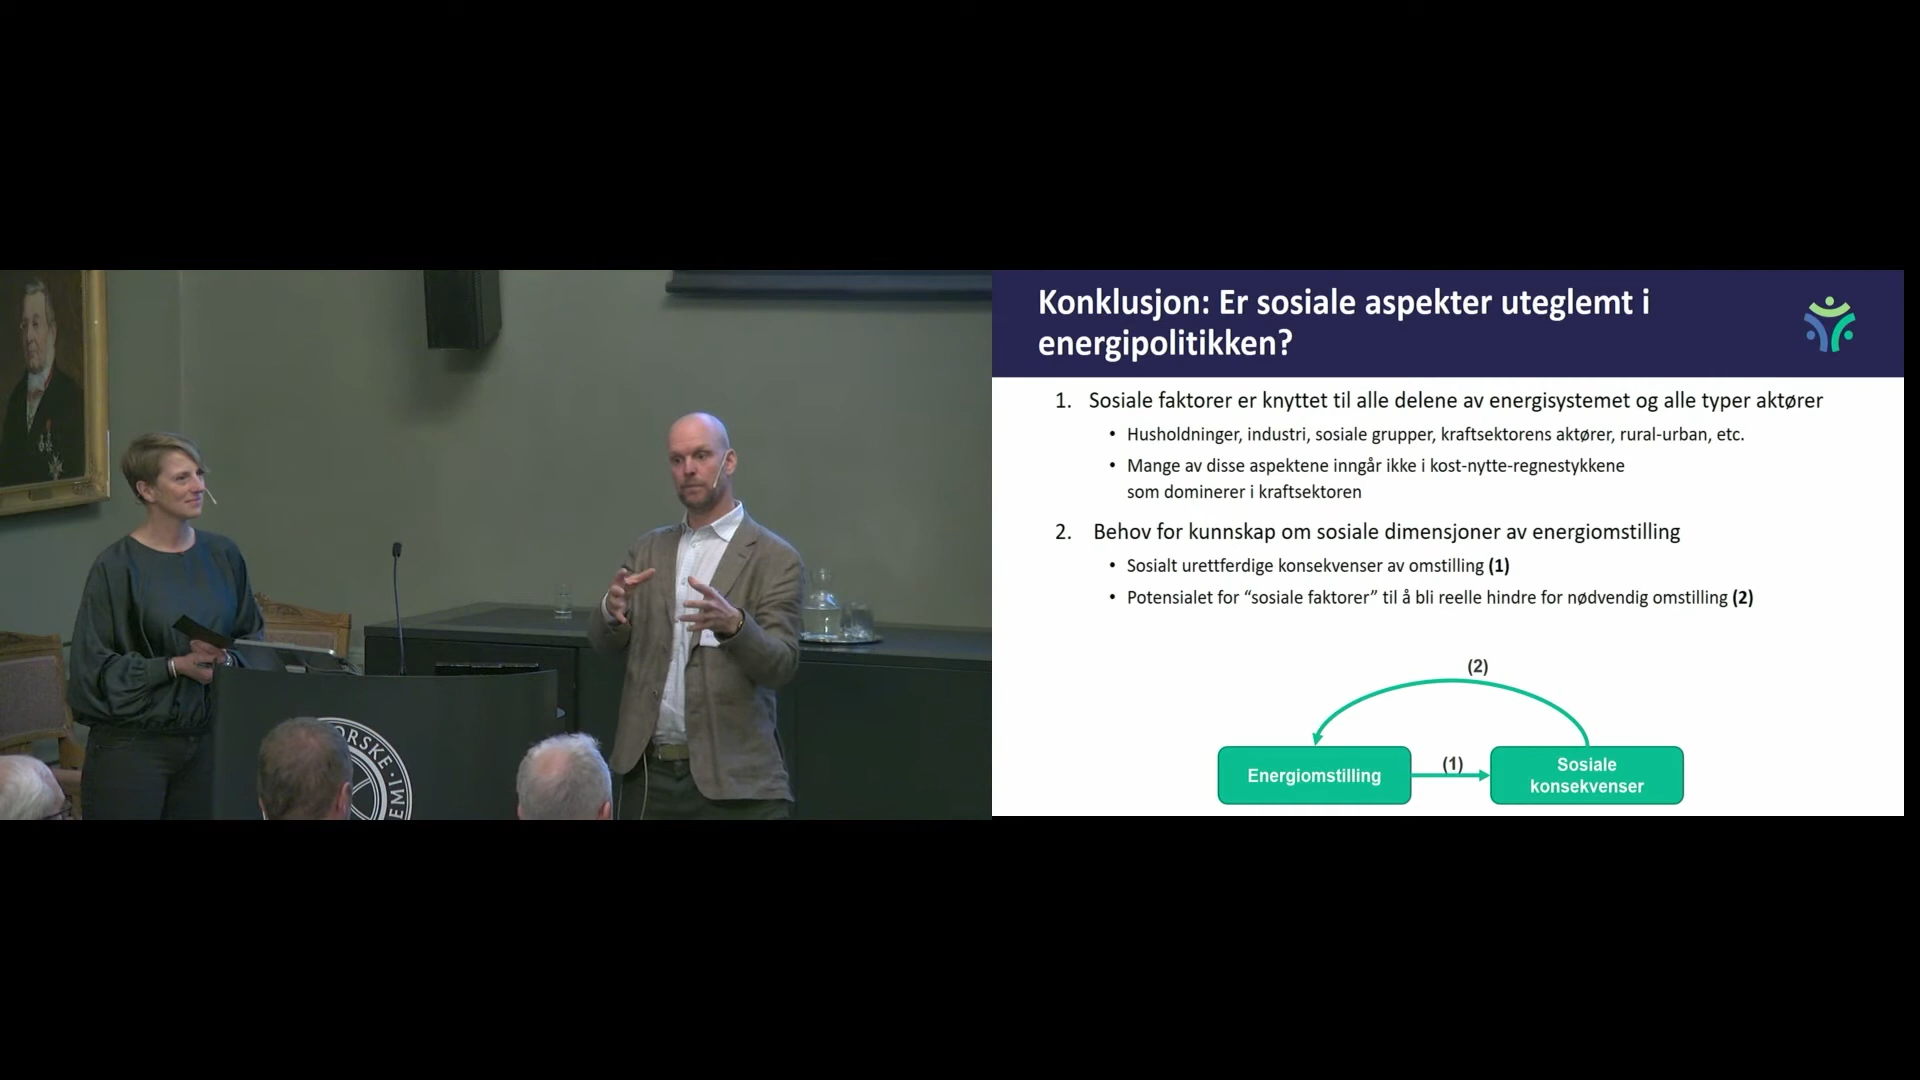 Konklusjon: Er sosiale aspekter uteglemt i
energipolitikken?
1. Sosiale faktorer er knyttet til alle delene av energisystemet og alle typer aktører
• Husholdninger, industri, sosiale grupper, kraftsektorens aktører, rural-urban, etc.
• Mange av disse aspektene inngår ikke i kost-nytte-regnestykkene
som dominerer i kraftsektoren
2. Behov for kunnskap om sosiale dimensjoner av energiomstilling
• Sosialt urettferdige konsekvenser av omstilling (1)
• Potensialet for “sosiale faktorer” til å bli reelle hindre for nødvendig omstilling (2)
(2)
Energiomstilling
(1)
Sosiale
konsekvenser
ORSKE